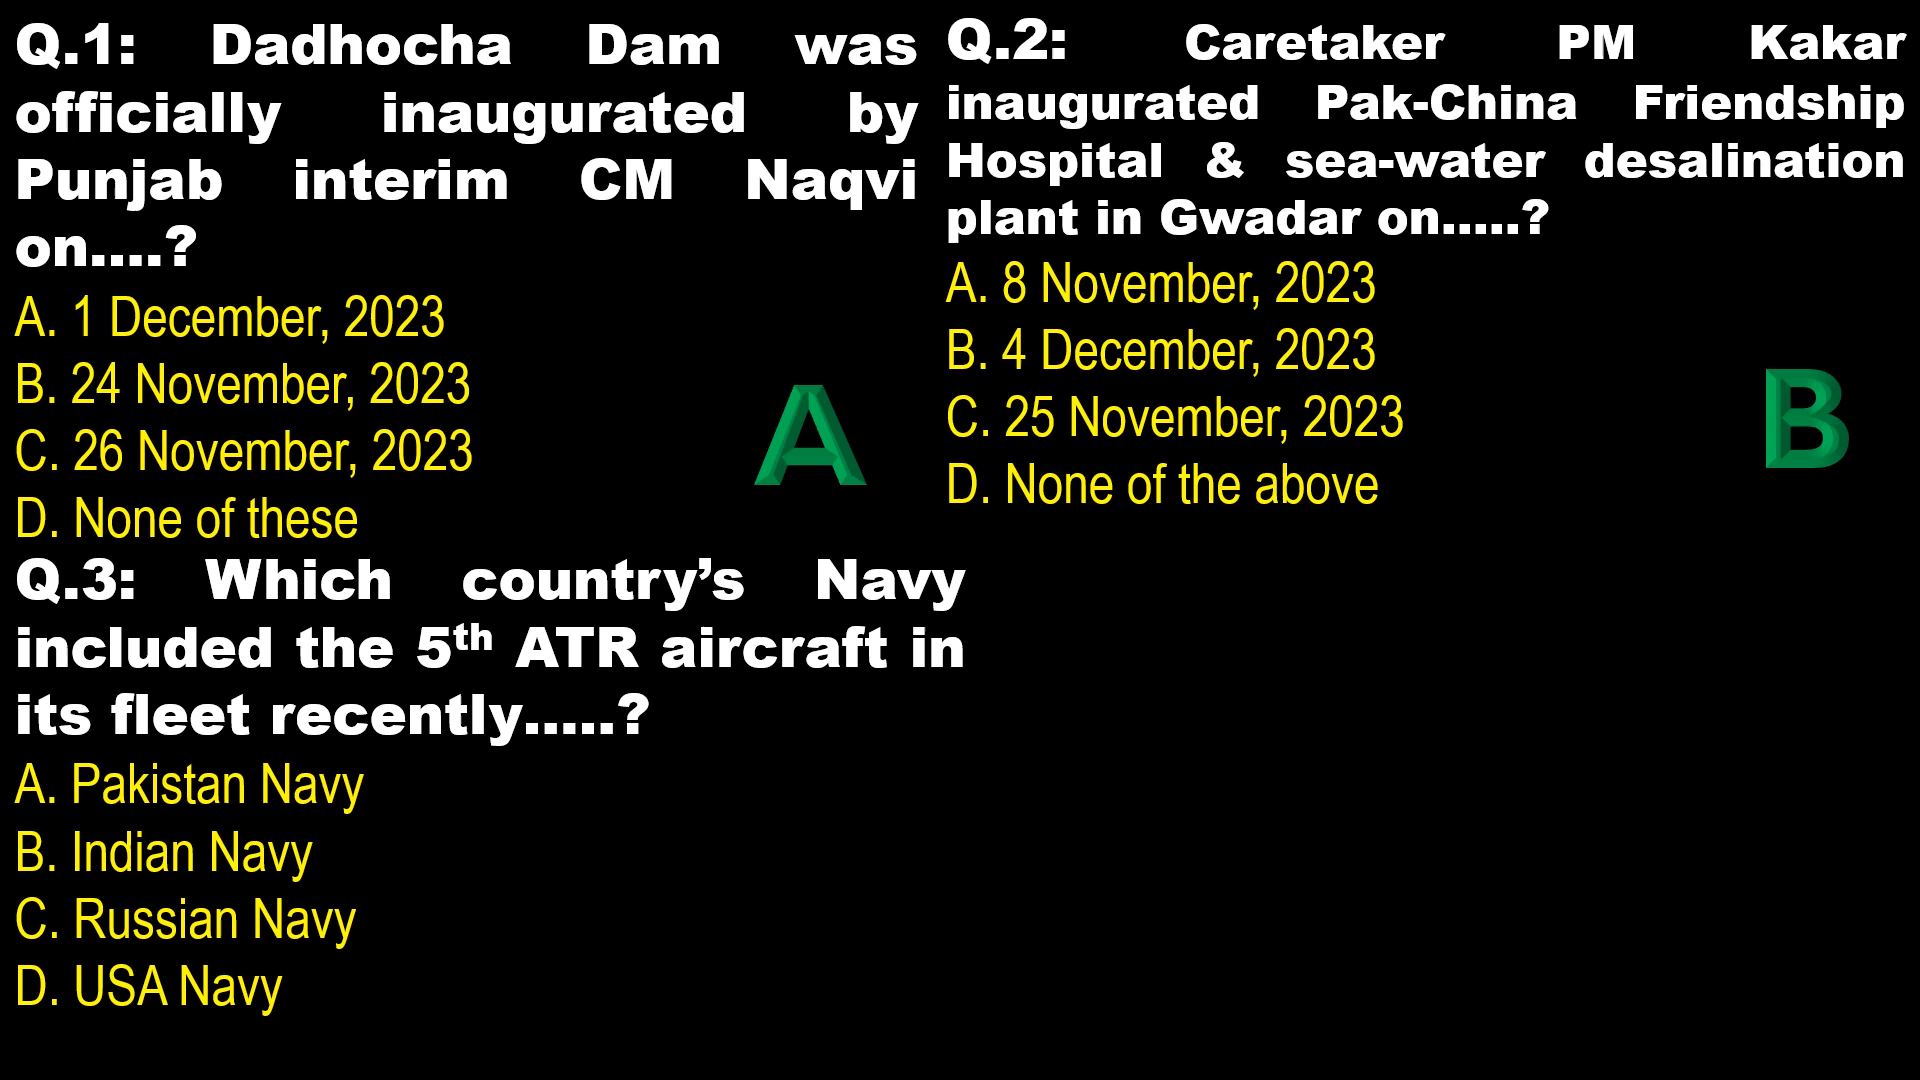 Q.1: Dadhocha Dam was
officially inaugurated by
Punjab interim CM Naqvi
on....?
A. 1 December, 2023
B. 24 November, 2023
C. 26 November, 2023
D. None of these
A
Q.2: Caretaker PM Kakar
inaugurated Pak-China Friendship
Hospital & sea-water desalination
plant in Gwadar on.....?
A. 8 November, 2023
B. 4 December, 2023
C. 25 November, 2023
D. None of the above
B
Q.3: Which country’s Navy
included the 5th ATR aircraft in
its fleet recently.....?
A. Pakistan Navy
B. Indian Navy
C. Russian Navy
D. USA Navy